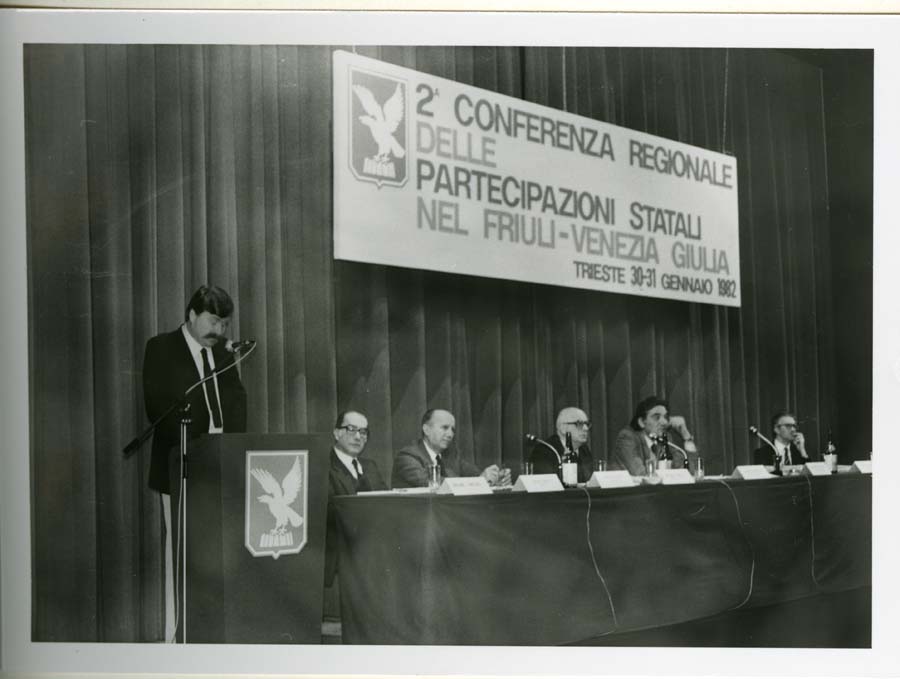 2ª CONFERENZA REGIONALE
DELLE
PARTECIPAZIONI STATALI
NEL FRIULI-VENEZIA GIULIA
TRIESTE 30-31 GENNAIO 1982